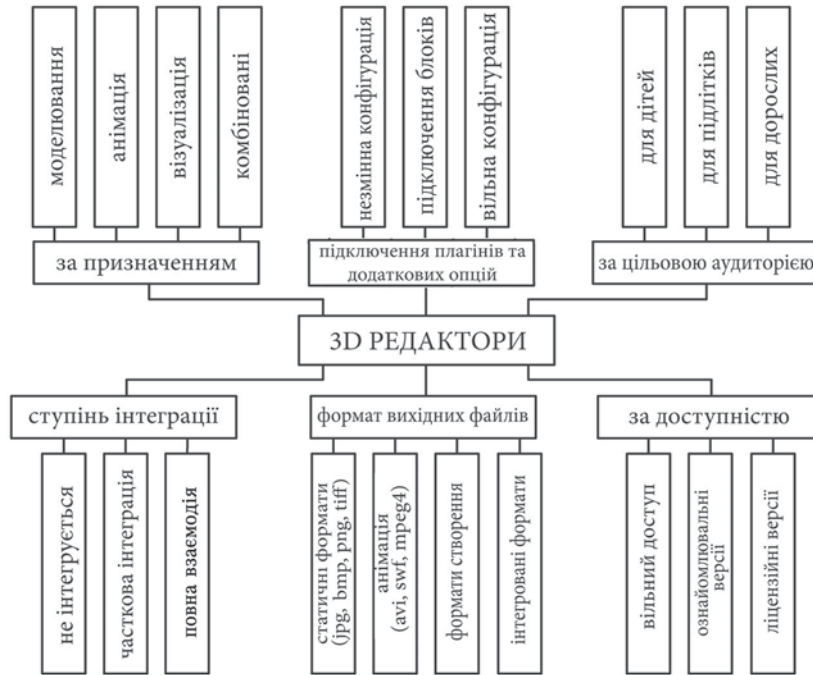 моделювання
анімація
візуалізація
комбіновані
за призначенням
незмінна конфігурація
підключення блоків
вільна конфігурація
підключення плагінів та
додаткових опцій
для дітей
для підлітків
для дорослих
за цільовою аудиторією
3D РЕДАКТОРИ
ступінь інтеграції
не інтегрується
часткова інтеграція
повна взаємодія
формат вихідних файлів
статичні формати
(jpg, bmp, png, tiff)
анімація
(avi, swf, mpeg4)
формати створення
інтегровані формати
за доступністю
вільний доступ
ознайомлювальні
версії
ліцензійні версії